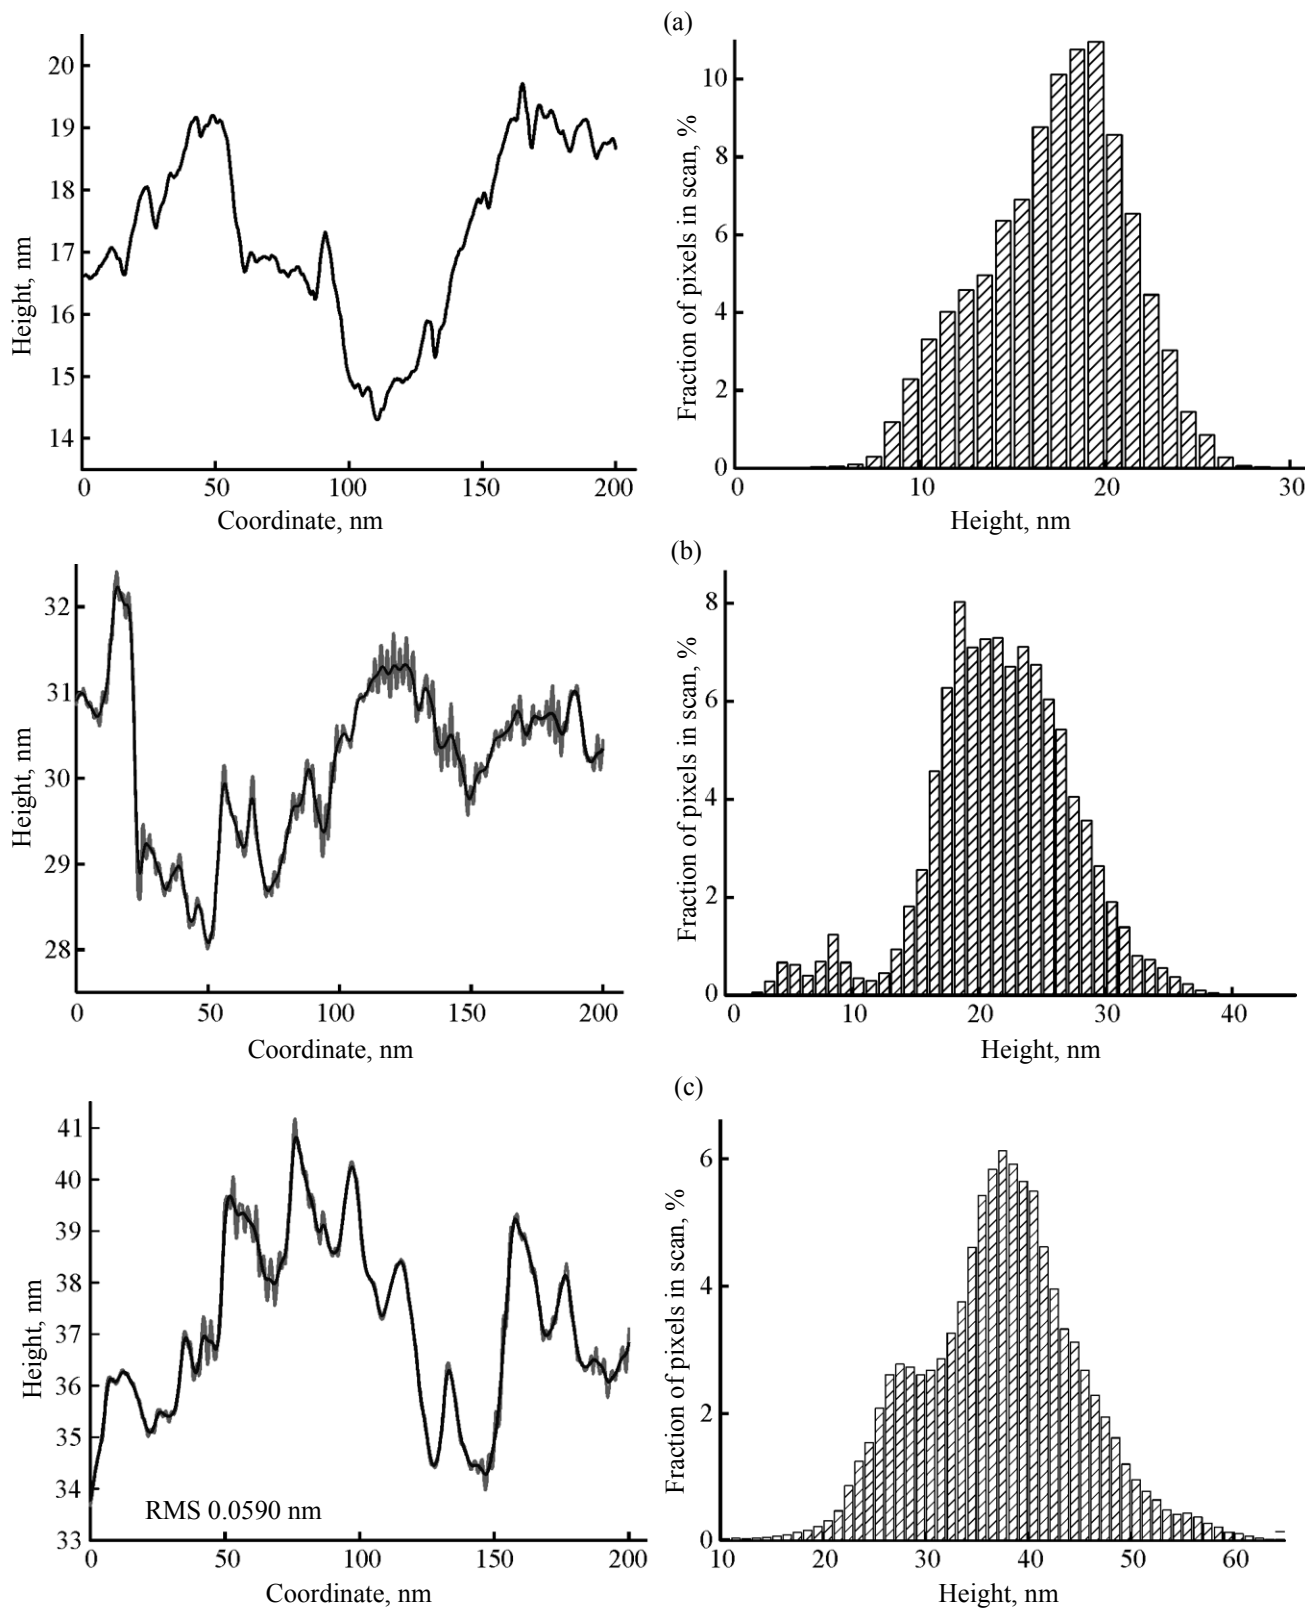 (a)
20
19
18
17
16
15
14
Height, nm
0 50 100 150 200
Coordinate, nm
10
8
6
4
2
0
Fraction of pixels in scan, %
0 10 20 30
Height, nm
(b)
32
31
30
29
28
Height, nm
0 50 100 150 200
Coordinate, nm
8
6
4
2
0
Fraction of pixels in scan, %
0 10 20 30 40
Height, nm
(c)
41
40
39
38
37
36
35
34
33
Height, nm
RMS 0.0590 nm
0 50 100 150 200
Coordinate, nm
6
4
2
0
Fraction of pixels in scan, %
10 20 30 40 50 60
Height, nm